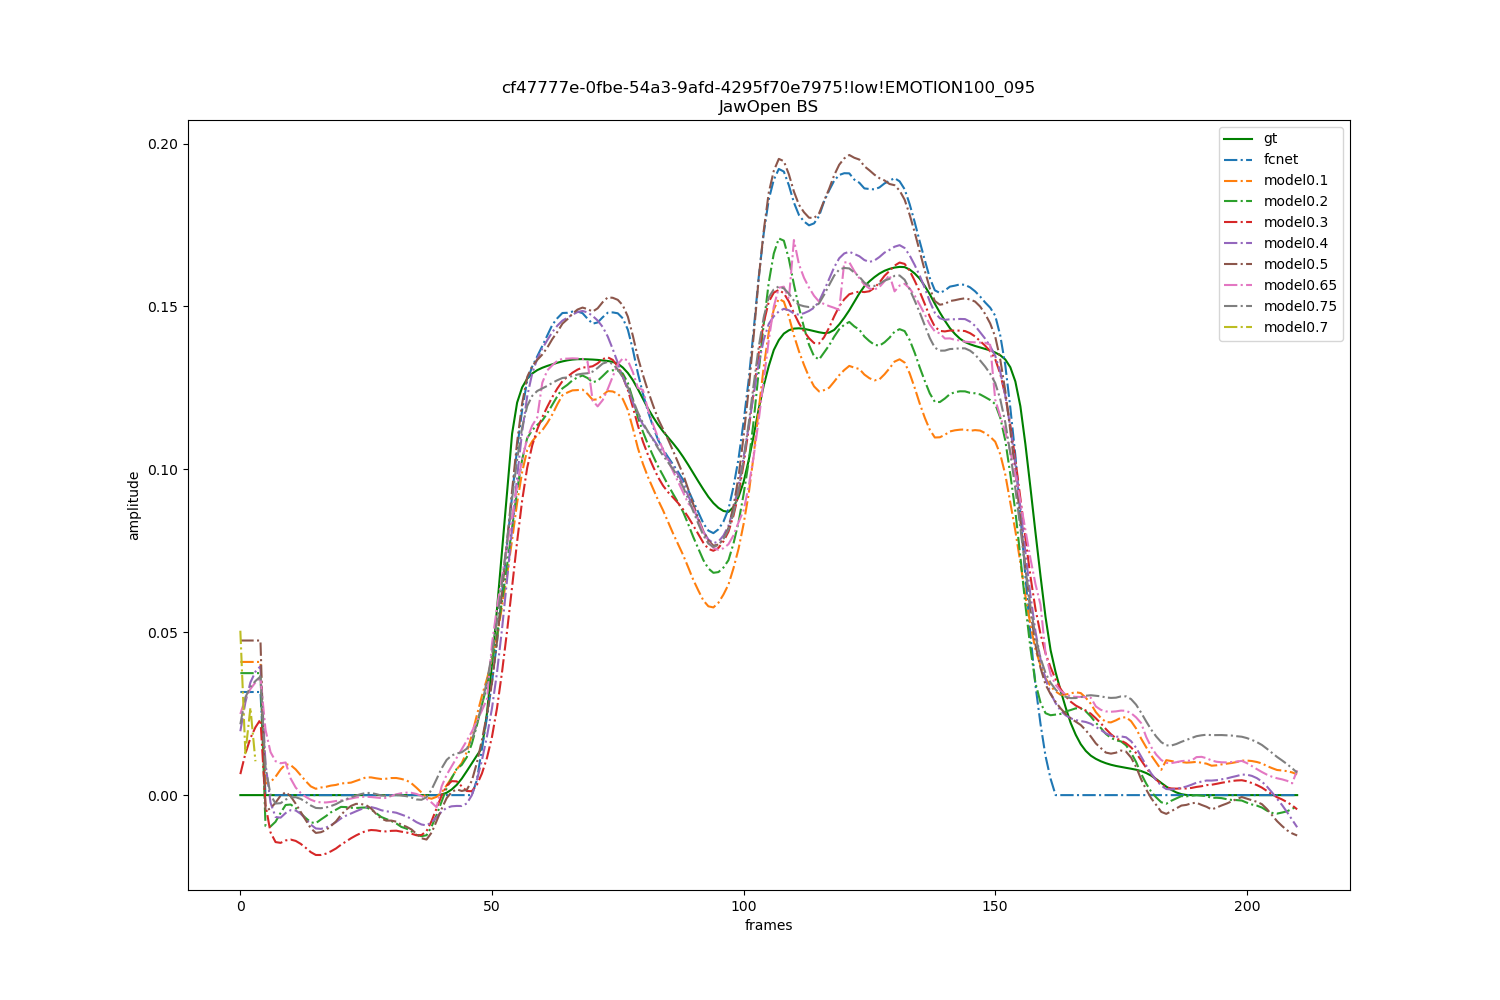 cf47777e-0fbe-54a3-9afd-4295f70e7975!low!EMOTION100_095
JawOpen BS
gt
fcnet
model0.1
model0.2
model0.3
model0.4
model0.5
model0.65
model0.75
model0.7
amplitude
0.20
0.15
0.10
0.05
0.00
0
50
100
150
200
frames